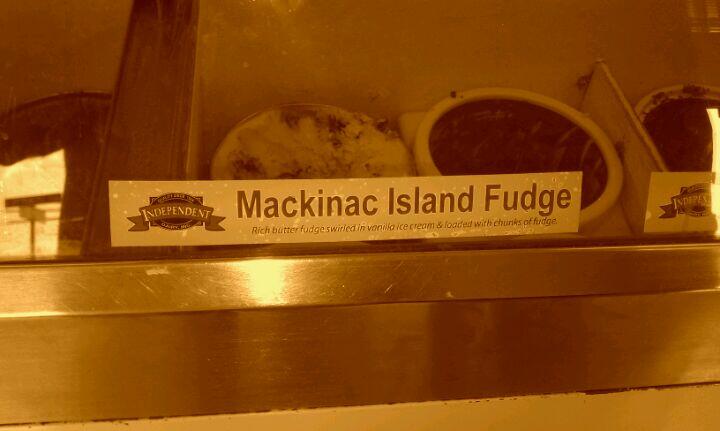 INDEPENDENT
Mackinac Island Fudge
Rich butter fudge swirled in vanilla ice cream & loaded with chunks of fudge.